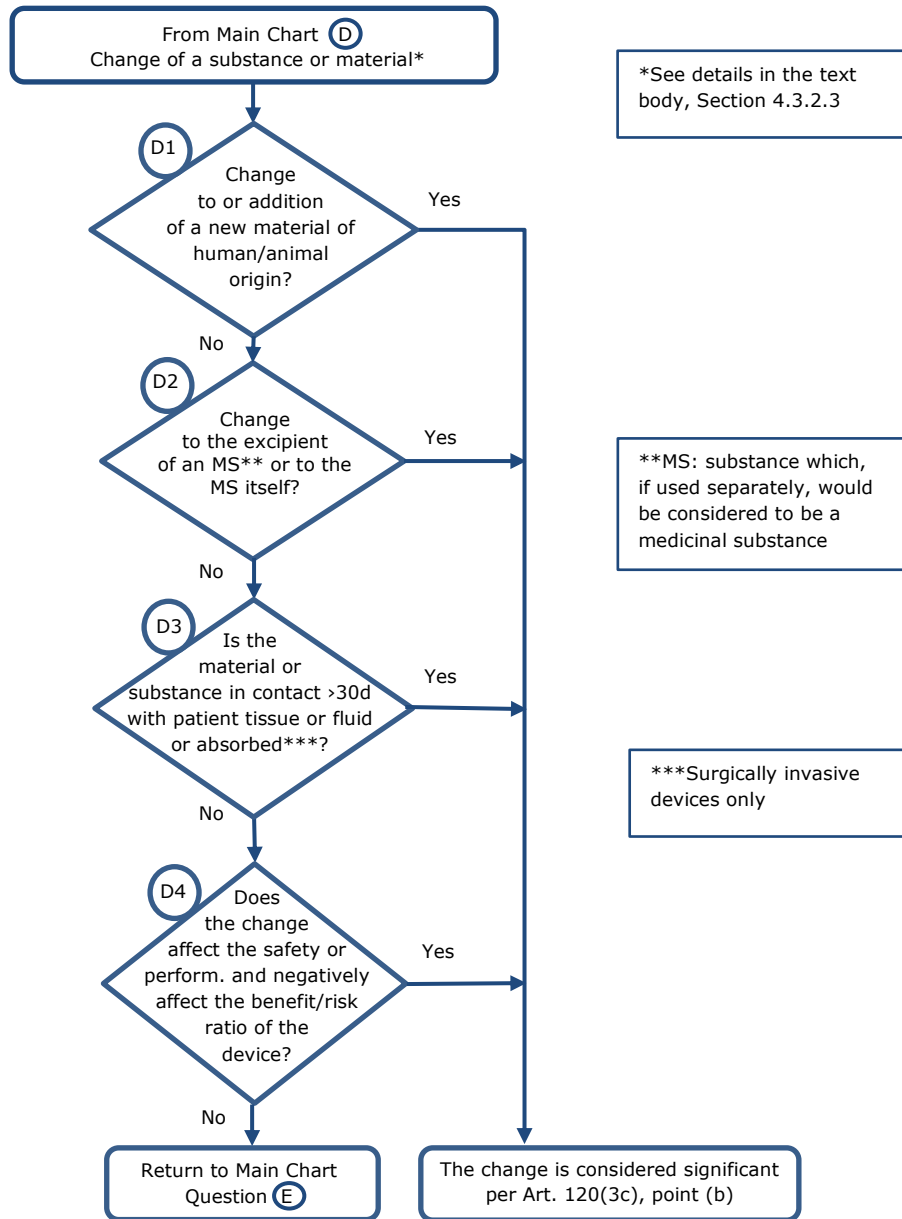 From Main Chart D
Change of a substance or material*
*See details in the text
body, Section 4.3.2.3
D1
Change
to or addition
of a new material of
human/animal
origin?
Yes
No
D2
Change
to the excipient
of an MS** or to the
MS itself?
Yes
**MS: substance which,
if used separately, would
be considered to be a
medicinal substance
No
D3
Is the
material or
substance in contact >30d
with patient tissue or fluid
or absorbed***?
Yes
***Surgically invasive
devices only
No
D4
Does
the change
affect the safety or
perform. and negatively
affect the benefit/risk
ratio of the
device?
Yes
No
Return to Main Chart
Question E
The change is considered significant
per Art. 120(3c), point (b)